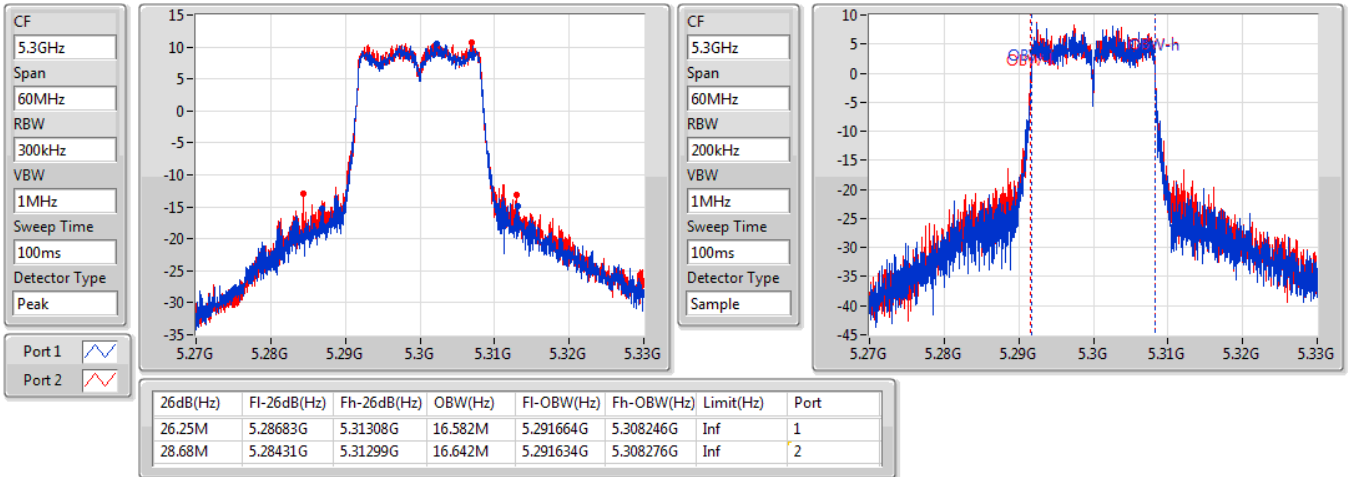 CF
5.3GHz
Span
60MHz
RBW
300kHz
VBW
1MHz
Sweep Time
100ms
Detector Type
Peak
Port 1
Port 2
15
10
5
0
-5
-10
-15
-20
-25
-30
-35
5.27G 5.28G 5.29G 5.3G 5.31G 5.32G 5.33G
CF
5.3GHz
Span
60MHz
RBW
200kHz
VBW
1MHz
Sweep Time
100ms
Detector Type
Sample
10
5
0
-5
-10
-15
-20
-25
-30
-35
-40
-45
5.27G 5.28G 5.29G 5.3G 5.31G 5.32G 5.33G
26dB(Hz) Fl-26dB(Hz) Fh-26dB(Hz) OBW(Hz) Fl-OBW(Hz) Fh-OBW(Hz) Limit(Hz) Port
26.25M 5.28683G 5.31308G 16.582M 5.291664G 5.308246G Inf 1
28.68M 5.28431G 5.31299G 16.642M 5.291634G 5.308276G Inf 2